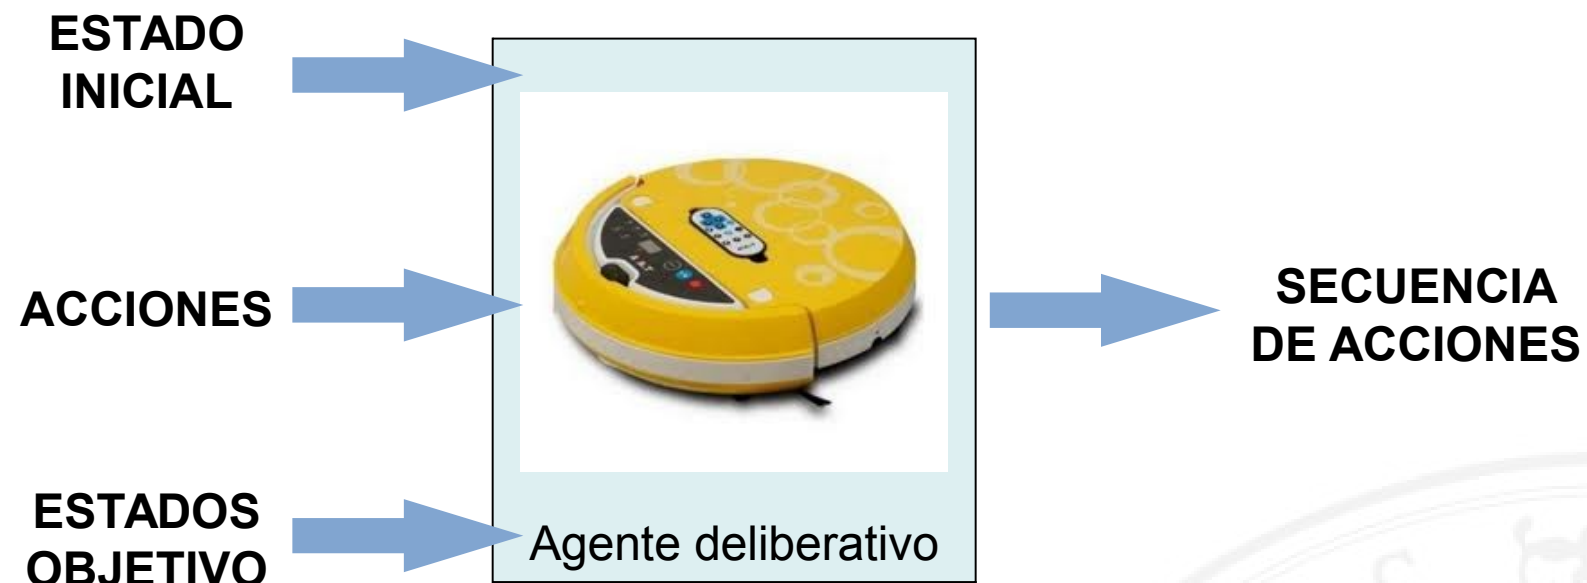 ESTADO
INICIAL
ACCIONES
ESTADOS
OBJETIVO
Agente deliberativo
SECUENCIA
DE ACCIONES